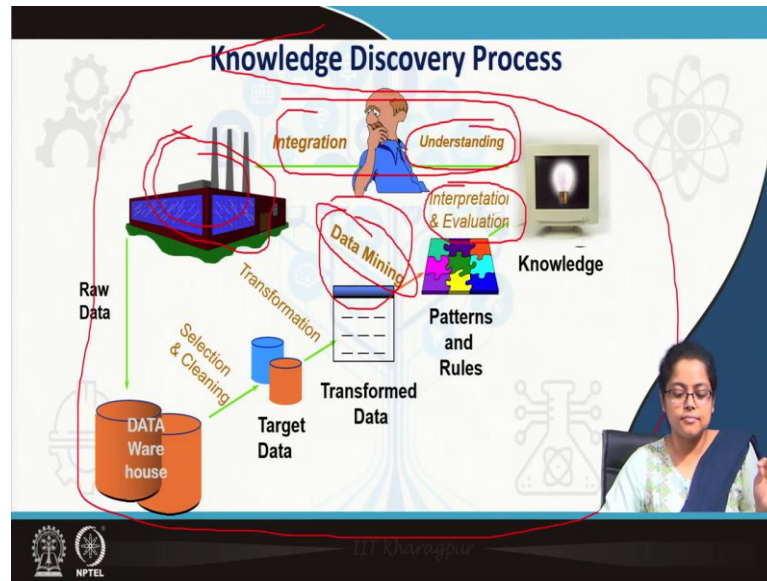 Knowledge Discovery Process
Integration
Understanding
Interpretation
& Evaluation
Data Mining
Knowledge
Raw
Data
Transformation
Selection
& Cleaning
Patterns
and
Rules
Transformed
Data
Target
Data
DATA
Ware
house
IIT Kharagpur
NPTEL